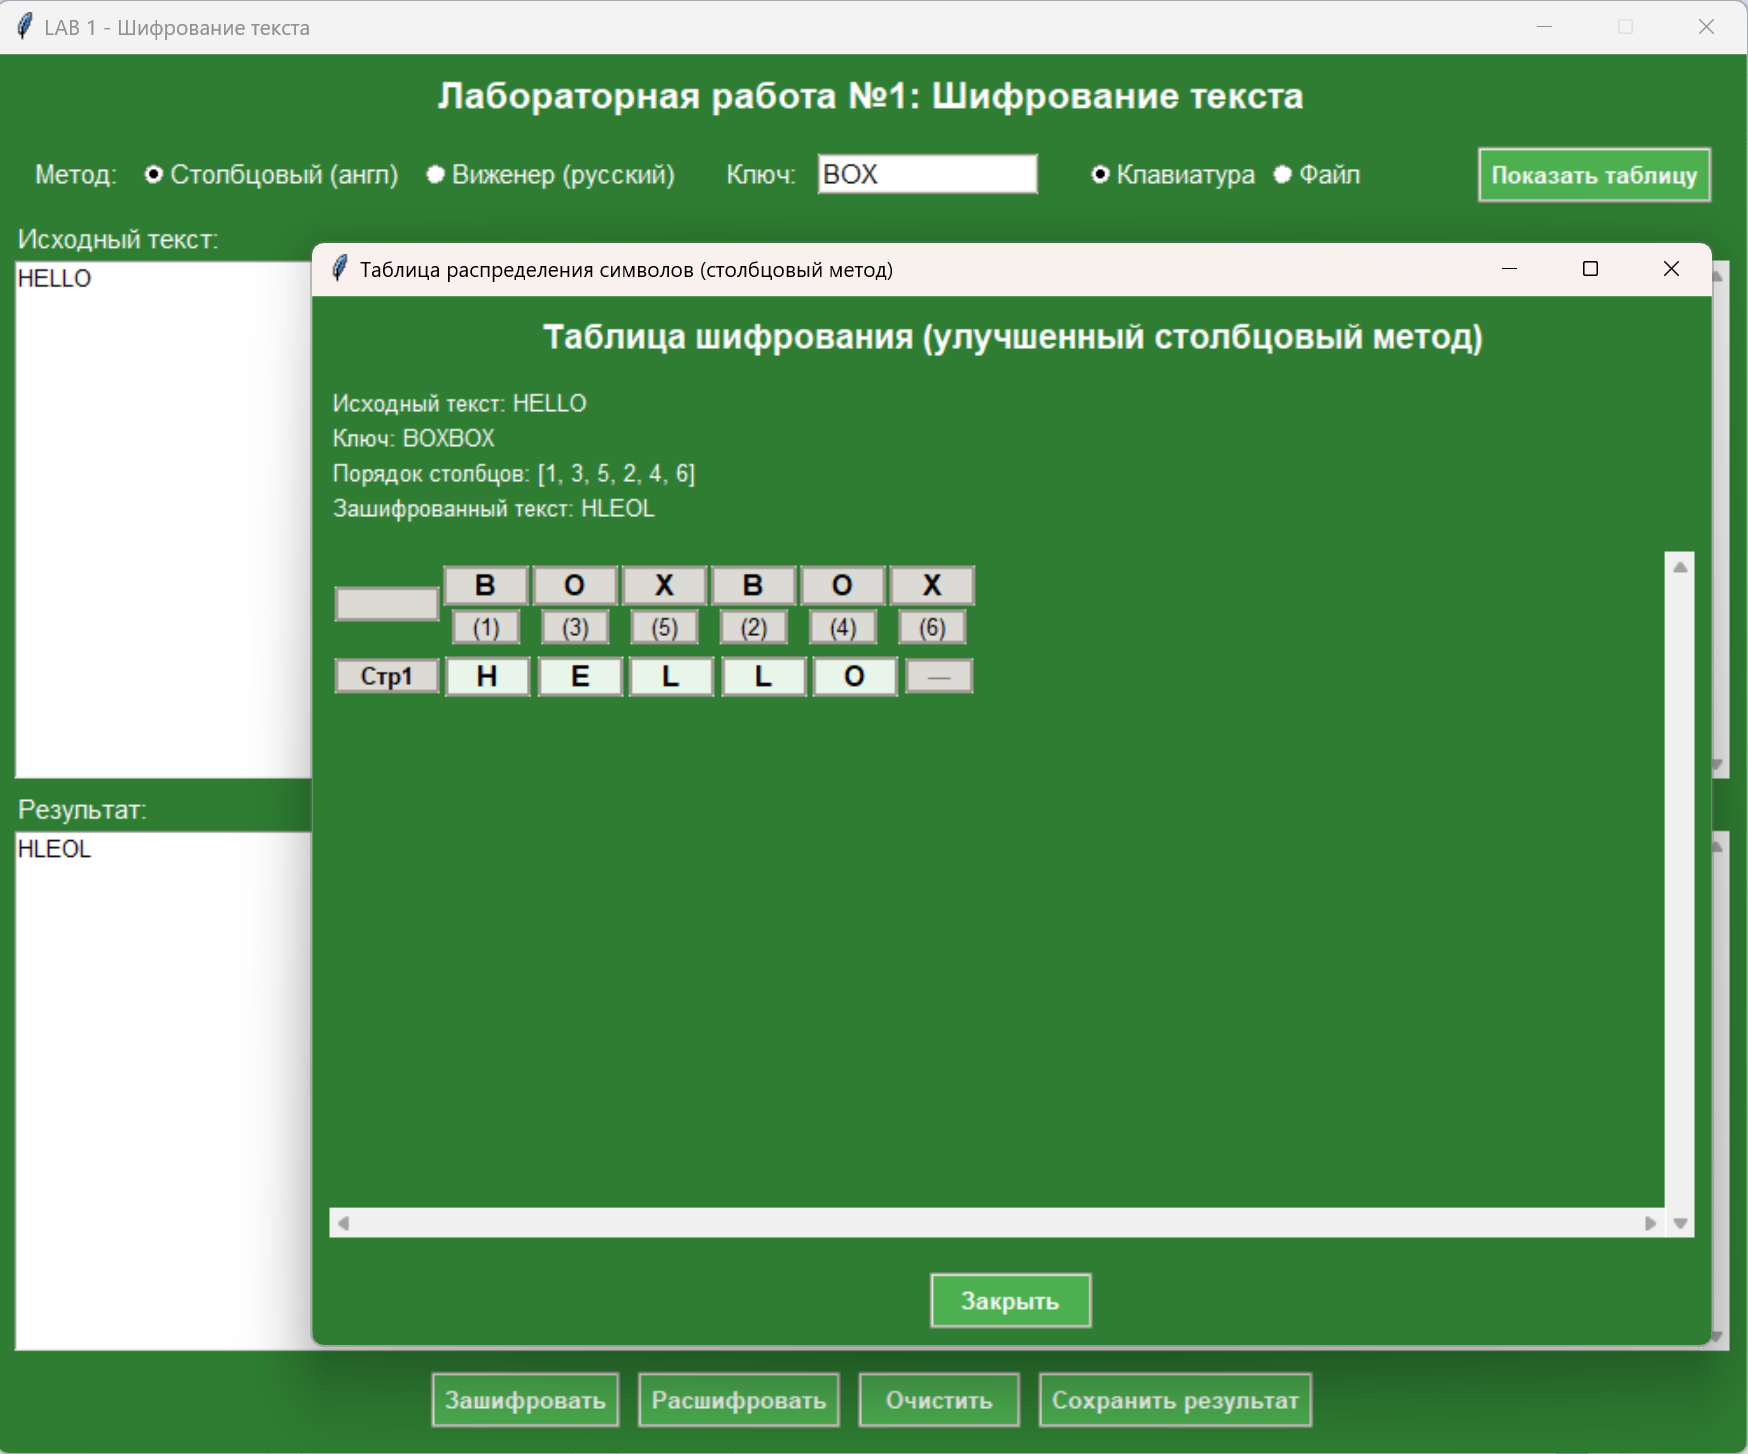 LAB 1 - Шифрование текста
Лабораторная работа №1: Шифрование текста
Метод: Столбцовый (англ) Виженер (русский) Ключ: BOX Клавиатура Файл Показать таблицу
Исходный текст:
HELLO
Таблица распределения символов (столбцовый метод)
Таблица шифрования (улучшенный столбцовый метод)
Исходный текст: HELLO
Ключ: BOXBOX
Порядок столбцов: [1, 3, 5, 2, 4, 6]
Зашифрованный текст: HLEOL
B O X B O X
(1) (3) (5) (2) (4) (6)
Стр1 H E L L O —
Результат:
HLEOL
Закрыть
Зашифровать Расшифровать Очистить Сохранить результат